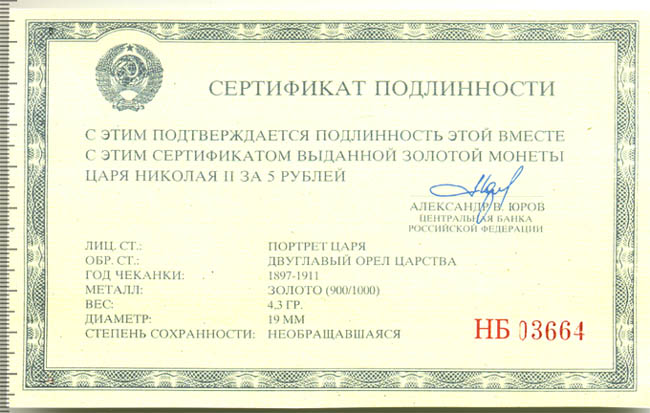 СЕРТИФИКАТ ПОДЛИННОСТИ
С ЭТИМ ПОДТВЕРЖДАЕТСЯ ПОДЛИННОСТЬ ЭТОЙ ВМЕСТЕ
С ЭТИМ СЕРТИФИКАТОМ ВЫДАННОЙ ЗОЛОТОЙ МОНЕТЫ
ЦАРЯ НИКОЛАЯ II ЗА 5 РУБЛЕЙ
АЛЕКСАНДР В. ЮРОВ
ЦЕНТРАЛЬНАЯ БАНКА
РОССИЙСКОЙ ФЕДЕРАЦИИ
ЛИЦ. СТ.: ПОРТРЕТ ЦАРЯ
ОБР. СТ.: ДВУГЛАВЫЙ ОРЕЛ ЦАРСТВА
ГОД ЧЕКАНКИ: 1897-1911
МЕТАЛЛ: ЗОЛОТО (900/1000)
ВЕС: 4,3 ГР.
ДИАМЕТР: 19 ММ
СТЕПЕНЬ СОХРАННОСТИ: НЕОБРАЩАВШАЯСЯ
НБ 03664